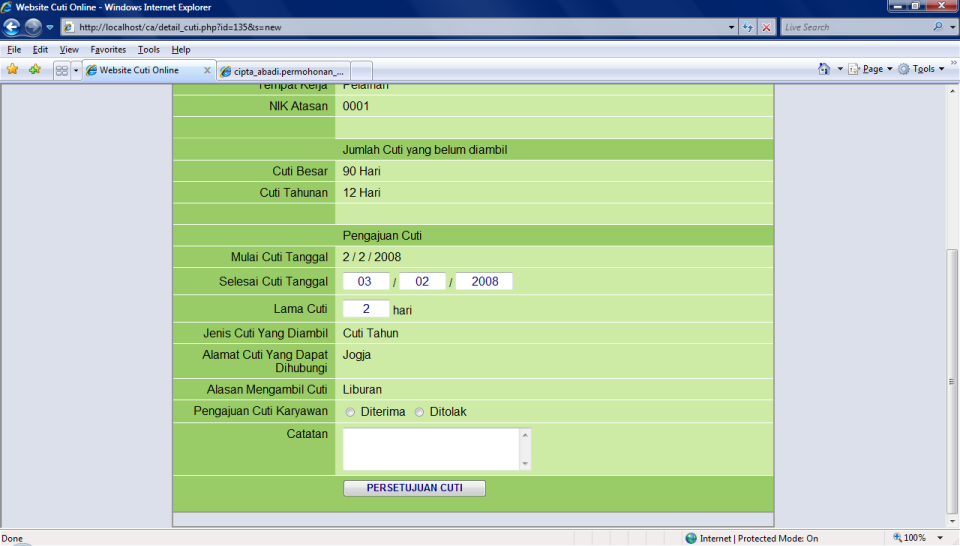 Website Cuti Online - Windows Internet Explorer
http://localhost/ca/detail_cuti.php?id=135&s=new
Live Search
File Edit View Favorites Tools Help
Website Cuti Online
cipta_abadi.permohonan_...
Page Tools
Tempat Kerja Pelaihan
NIK Atasan 0001
Jumlah Cuti yang belum diambil
Cuti Besar 90 Hari
Cuti Tahunan 12 Hari
Pengajuan Cuti
Mulai Cuti Tanggal 2 / 2 / 2008
Selesai Cuti Tanggal 03 / 02 / 2008
Lama Cuti 2 hari
Jenis Cuti Yang Diambil Cuti Tahun
Alamat Cuti Yang Dapat Dihubungi Jogja
Alasan Mengambil Cuti Liburan
Pengajuan Cuti Karyawan Diterima Ditolak
Catatan
PERSETUJUAN CUTI
Done
Internet | Protected Mode: On
100%